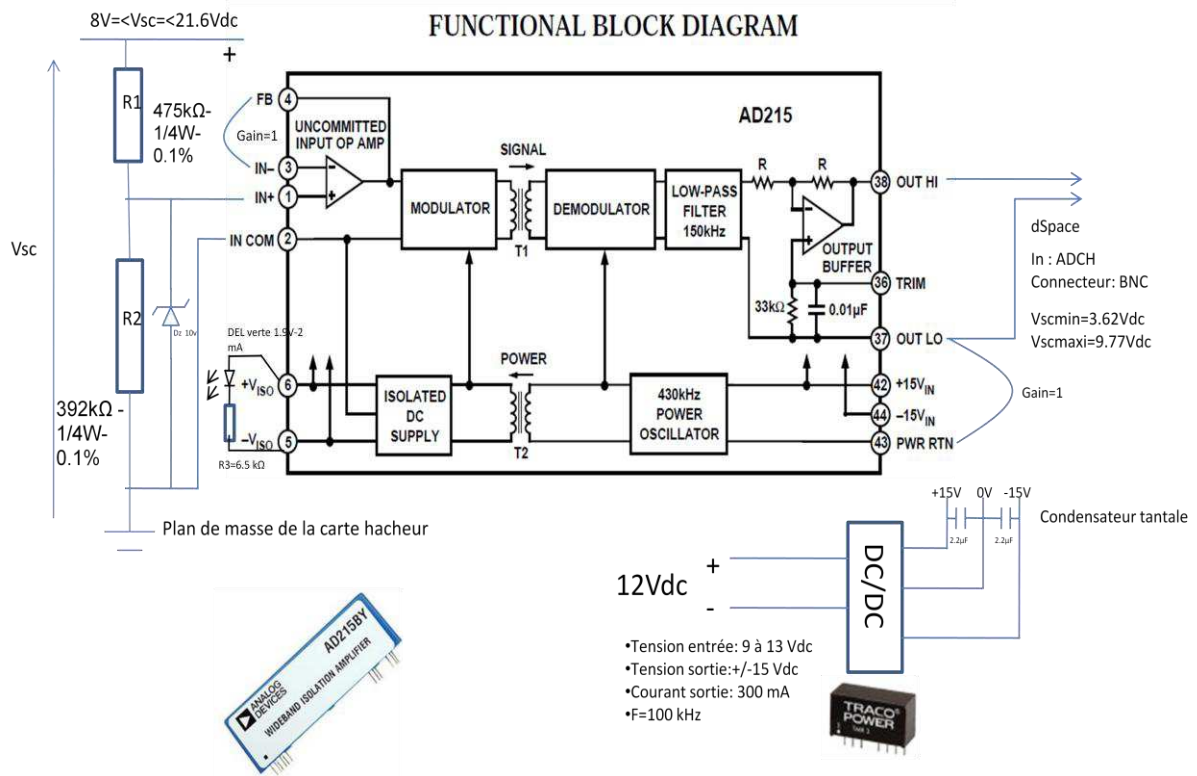 8V=<Vsc=<21.6Vdc
FUNCTIONAL BLOCK DIAGRAM
+
R1
475kΩ-
1/4W-
0.1%
Gain=1
FB 4
IN– 3
IN+ 1
IN COM 2
UNCOMMITTED
INPUT OP AMP
MODULATOR
SIGNAL
T1
DEMODULATOR
LOW-PASS
FILTER
150kHz
AD215
R
R
OUTPUT
BUFFER
38 OUT HI
36 TRIM
33kΩ
0.01µF
37 OUT LO
dSpace
In : ADCH
Connecteur: BNC
Vscmin=3.62Vdc
Vscmaxi=9.77Vdc
Vsc
R2
392kΩ -
1/4W-
0.1%
Dz 10v
DEL verte 1.9V-2
mA
+VISO 6
–VISO 5
R3=6.5 kΩ
ISOLATED
DC
SUPPLY
POWER
T2
430kHz
POWER
OSCILLATOR
42 +15VIN
44 –15VIN
43 PWR RTN
Gain=1
Plan de masse de la carte hacheur
+15V 0V -15V
2.2µF
2.2µF
Condensateur tantale
12Vdc
+
-
DC/DC
•Tension entrée: 9 à 13 Vdc
•Tension sortie:+/-15 Vdc
•Courant sortie: 300 mA
•F=100 kHz
ANALOG
DEVICES
AD215BY
WIDEBAND ISOLATION AMPLIFIER
TRACO
POWER